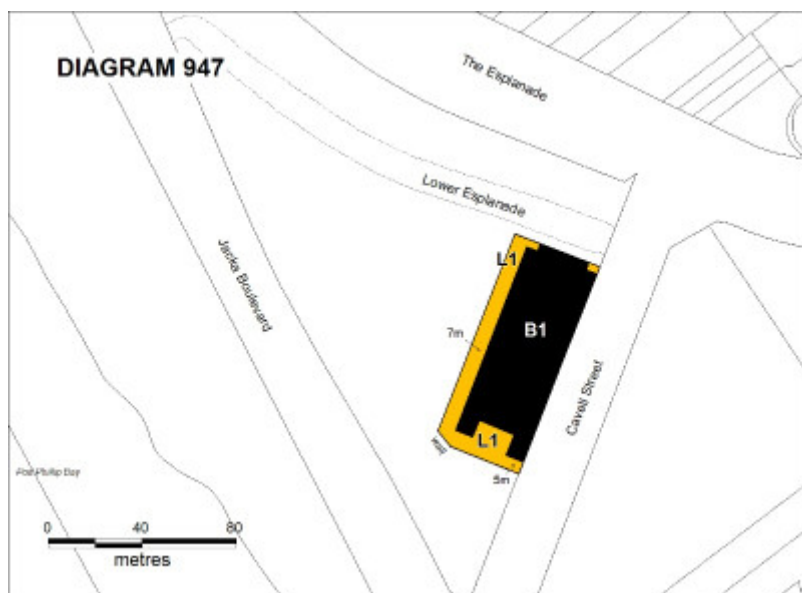 DIAGRAM 947
The Esplanade
Lower Esplanade
L1
Jacka Boulevard
7m
B1
Cavell Street
L1
Wall
5m
Port Phillip Bay
0 40 80
metres